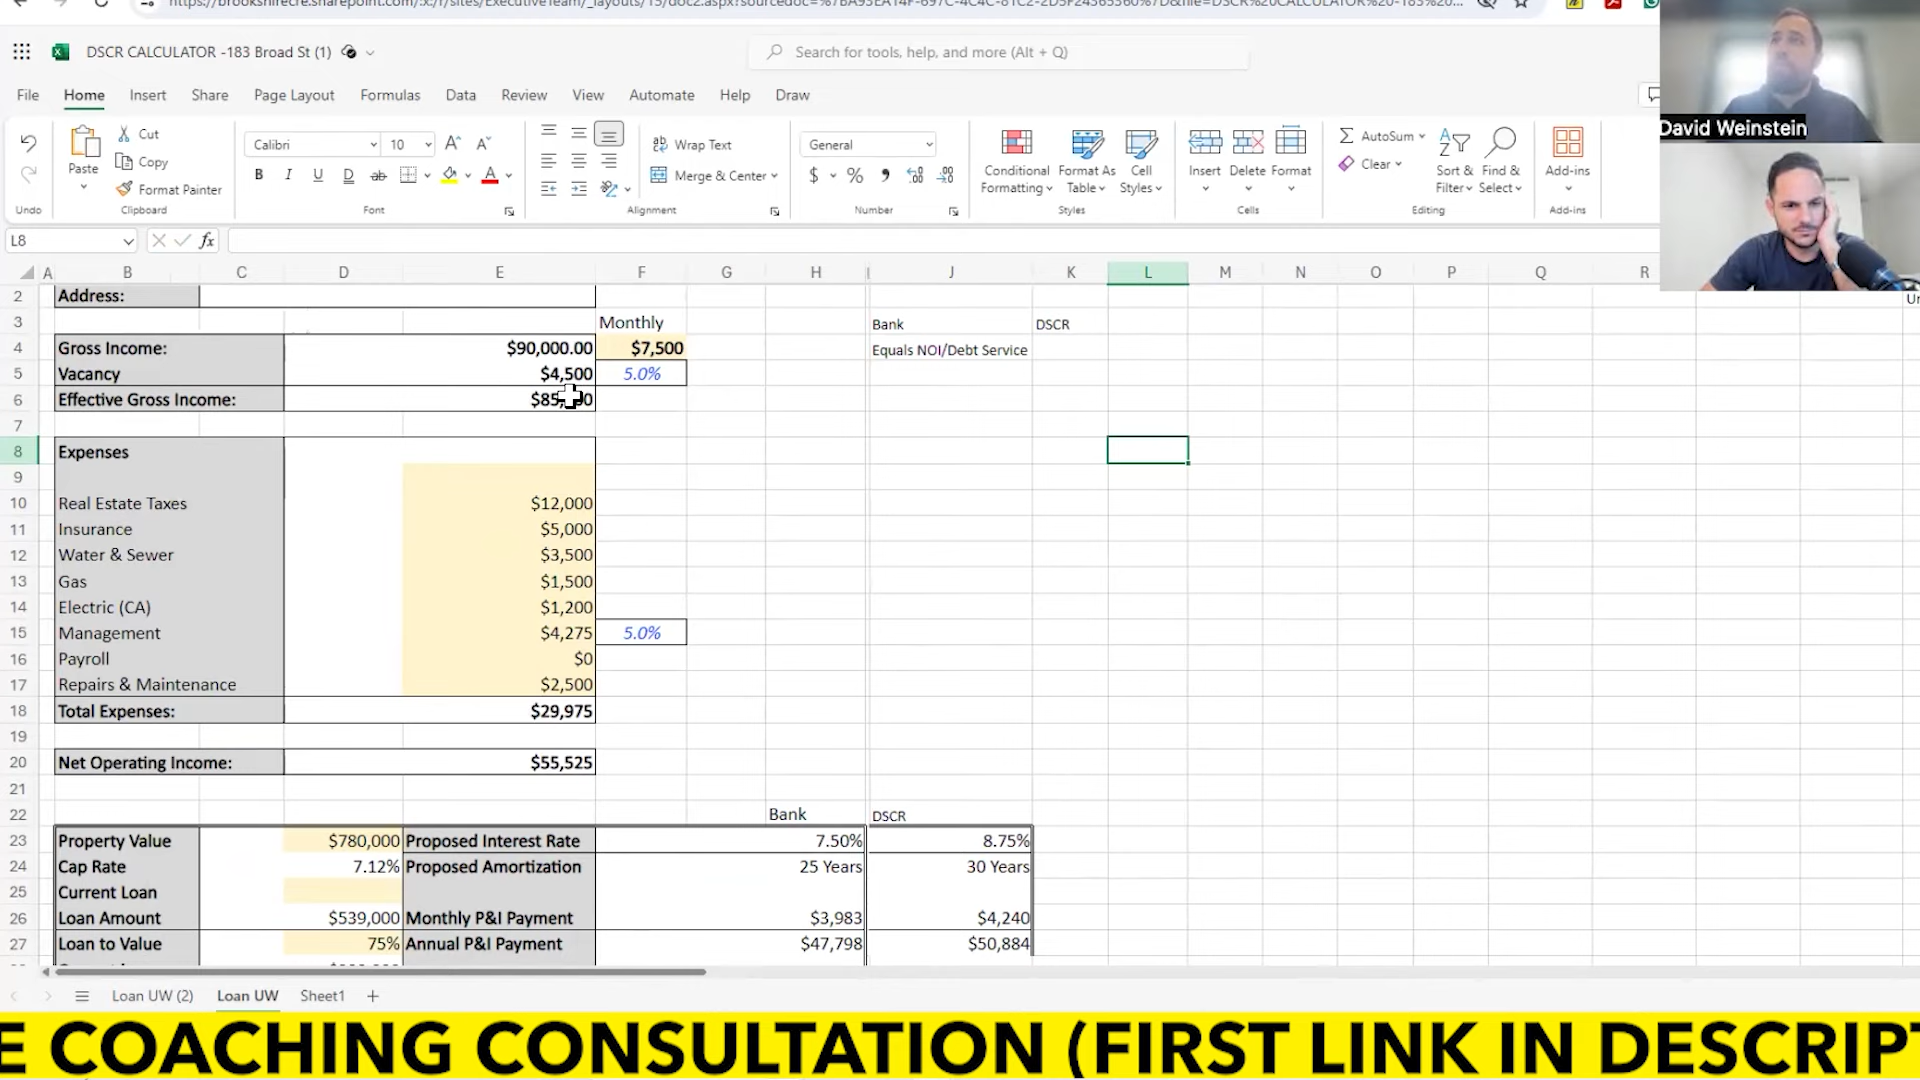 DSCR CALCULATOR -183 Broad St (1)
Search for tools, help, and more (Alt + Q)
File Home Insert Share Page Layout Formulas Data Review View Automate Help Draw
David Weinstein
Paste
Cut
Copy
Format Painter
Calibri 10
Wrap Text
Merge & Center
General
Conditional Formatting
Format As Table
Cell Styles
Insert Delete Format
AutoSum
Clear
Sort & Filter
Find & Select
Add-ins
Undo Clipboard Font Alignment Number Styles Cells Editing Add-ins
L8 fx
A B C D E F G H I J K L M N O P Q R
2 Address:
3 Monthly Bank DSCR
4 Gross Income: $90,000.00 $7,500 Equals NOI/Debt Service
5 Vacancy $4,500 5.0%
6 Effective Gross Income:
7
8 Expenses
9
10 Real Estate Taxes $12,000
11 Insurance $5,000
12 Water & Sewer $3,500
13 Gas $1,500
14 Electric (CA) $1,200
15 Management $4,275 5.0%
16 Payroll $0
17 Repairs & Maintenance $2,500
18 Total Expenses: $29,975
19
20 Net Operating Income: $55,525
21
22 Bank DSCR
23 Property Value $780,000 Proposed Interest Rate 7.50% 8.75%
24 Cap Rate 7.12% Proposed Amortization 25 Years 30 Years
25 Current Loan
26 Loan Amount $539,000 Monthly P&I Payment $3,983 $4,240
27 Loan to Value 75% Annual P&I Payment $47,798 $50,884
Loan UW (2) Loan UW Sheet1 +
E COACHING CONSULTATION (FIRST LINK IN DESCRIPT